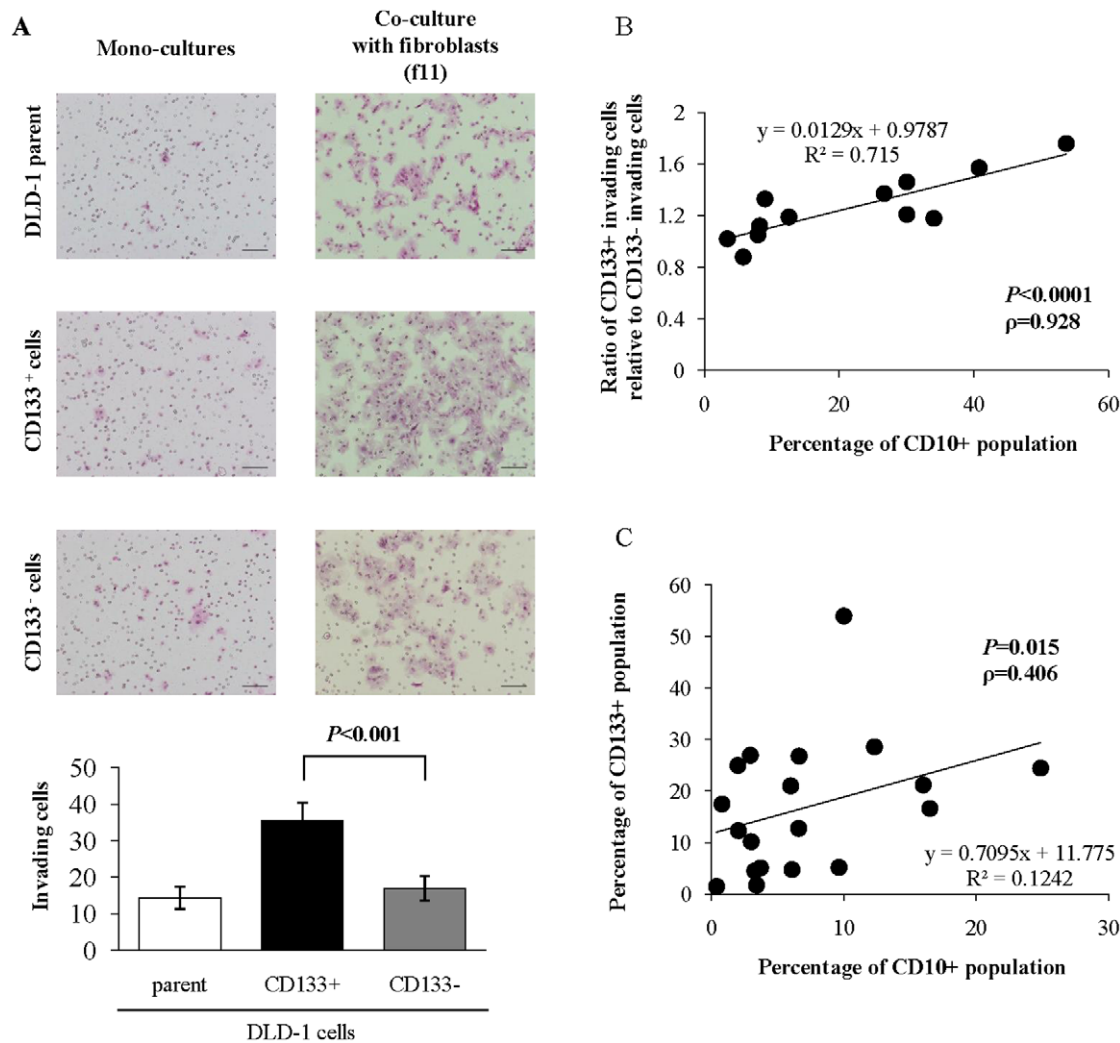 A
Mono-cultures
Co-culture
with fibroblasts
(f11)
DLD-1 parent
CD133+ cells
CD133- cells
P<0.001
Invading cells
50
40
30
20
10
0
parent
CD133+
CD133-
DLD-1 cells
B
Ratio of CD133+ invading cells
relative to CD133- invading cells
2
1.6
1.2
0.8
0.4
0
y = 0.0129x + 0.9787
R² = 0.715
P<0.0001
ρ=0.928
0
20
40
60
Percentage of CD10+ population
C
Percentage of CD133+ population
60
50
40
30
20
10
0
P=0.015
ρ=0.406
y = 0.7095x + 11.775
R² = 0.1242
0
10
20
30
Percentage of CD10+ population